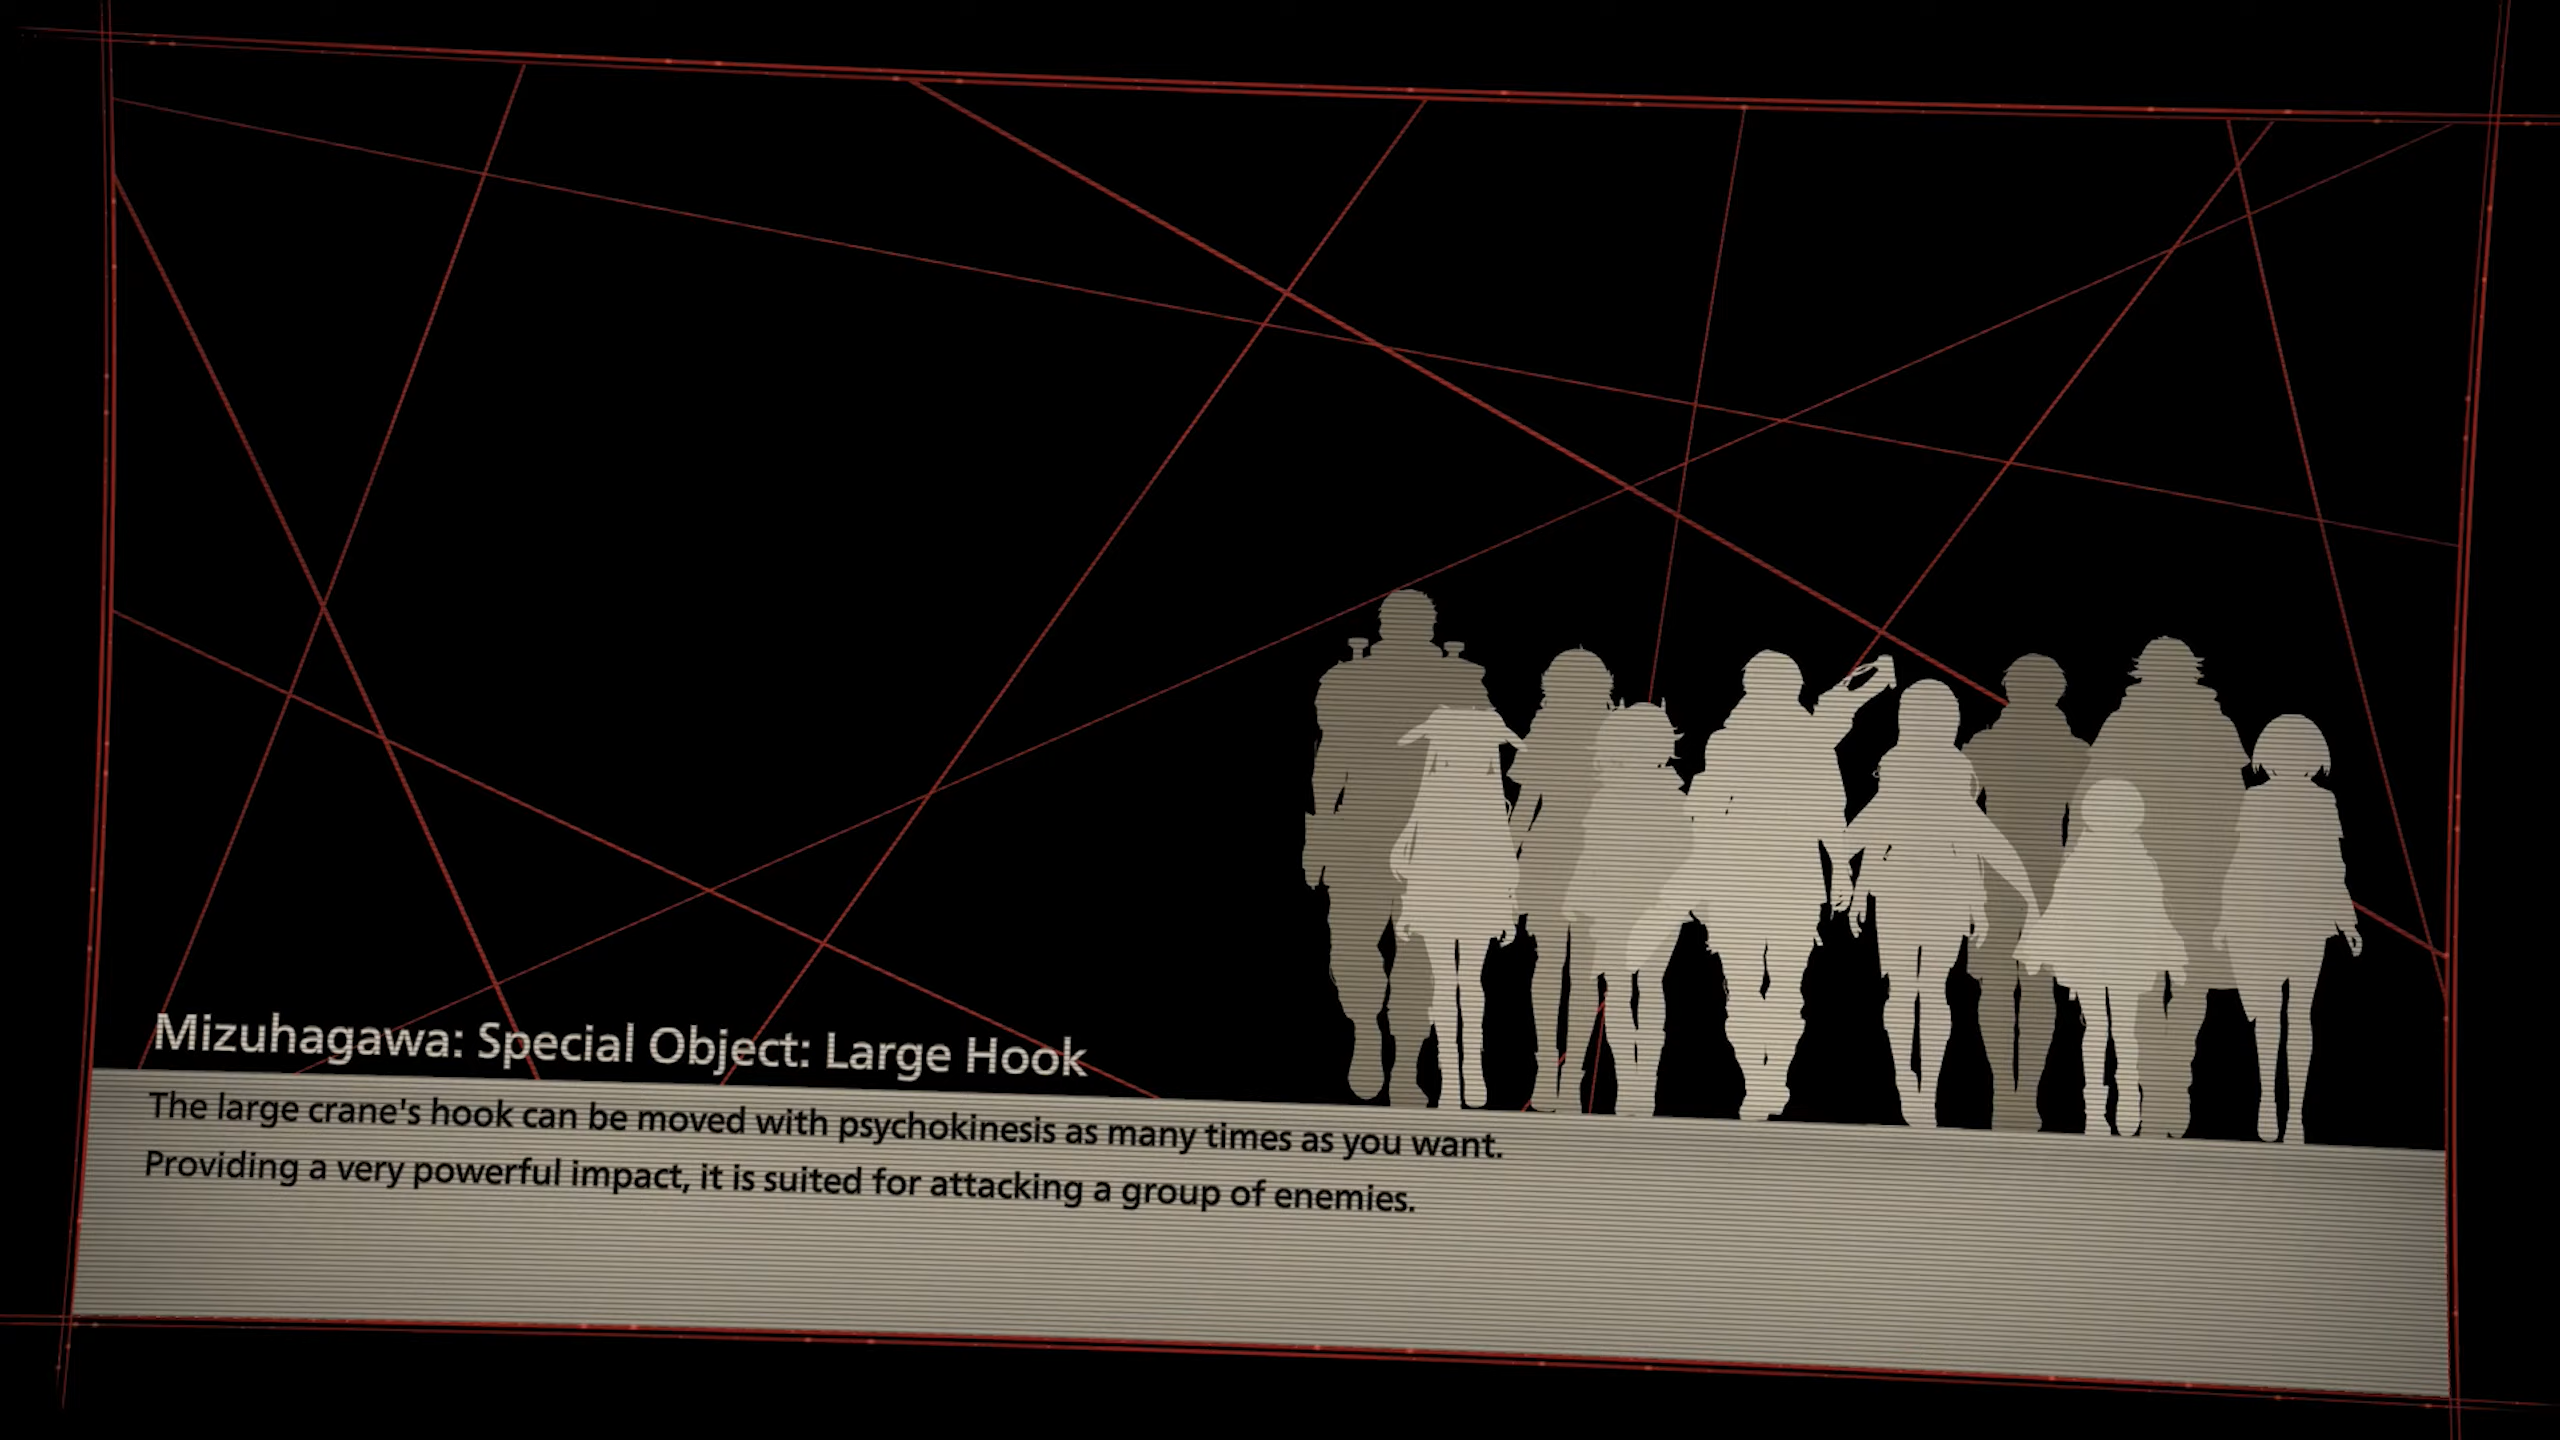 Mizuhagawa: Special Object: Large Hook
The large crane's hook can be moved with psychokinesis as many times as you want.
Providing a very powerful impact, it is suited for attacking a group of enemies.